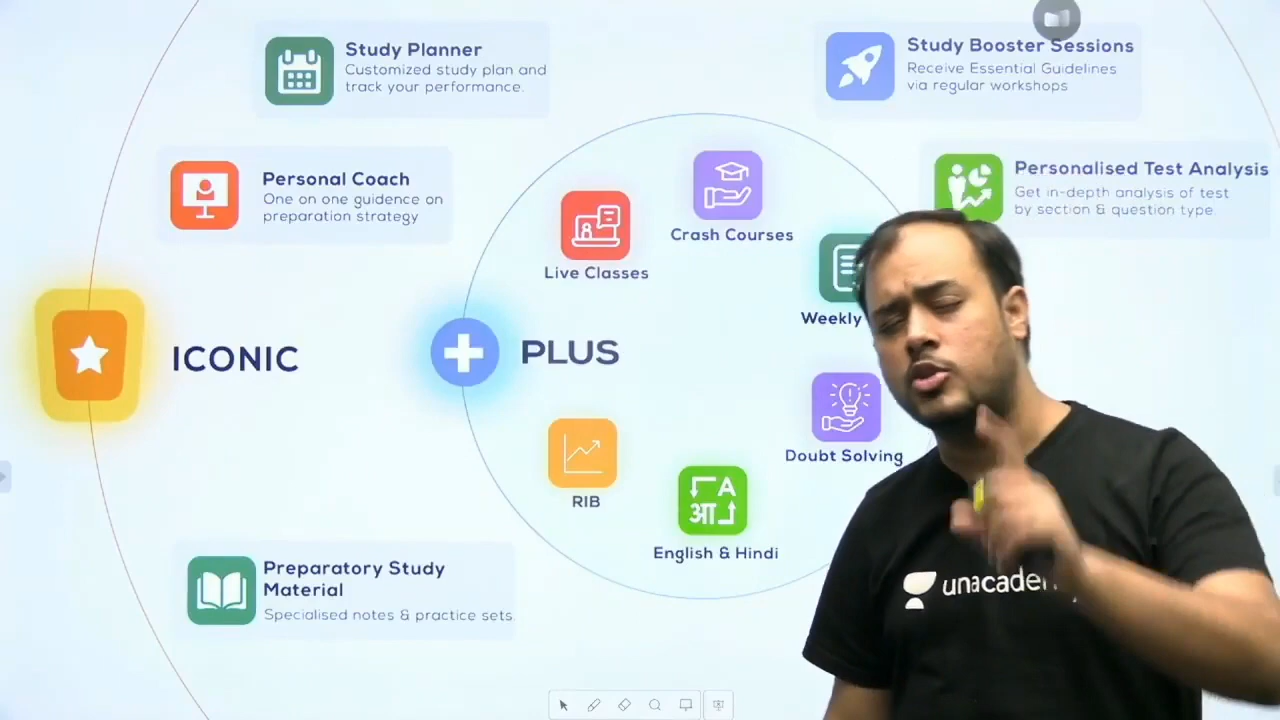 Study Planner
Customized study plan and
track your performance.
Study Booster Sessions
Receive Essential Guidelines
via regular workshops
Personal Coach
One on one guidence on
preparation strategy
Personalised Test Analysis
Get in-depth analysis of test
by section & question type
Crash Courses
Live Classes
Weekly
ICONIC
PLUS
Doubt Solving
RIB
A
आ
English & Hindi
Preparatory Study
Material
Specialised notes & practice sets.